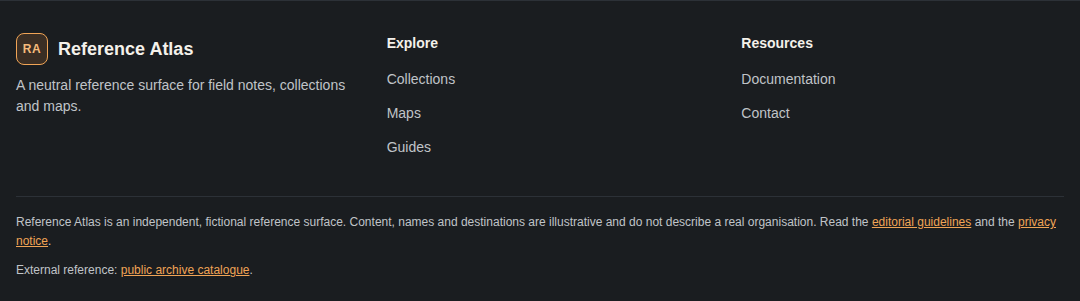 RA
Reference Atlas
A neutral reference surface for field notes, collections
and maps.
Explore
Collections
Maps
Guides
Resources
Documentation
Contact
Reference Atlas is an independent, fictional reference surface. Content, names and destinations are illustrative and do not describe a real organisation. Read the editorial guidelines and the privacy
notice.
External reference: public archive catalogue.